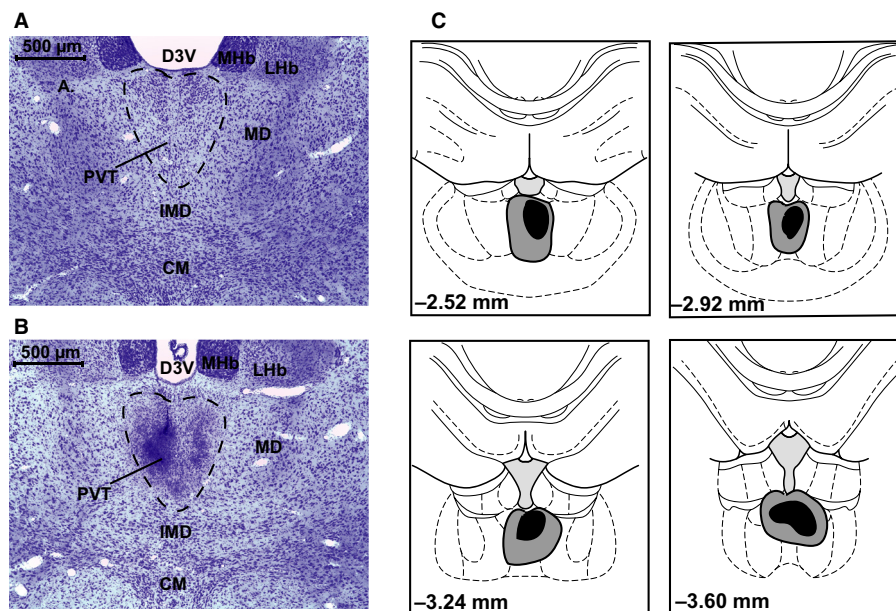 A
500 µm
D3V
MHb
LHb
A.
MD
PVT
IMD
CM
B
500 µm
D3V
MHb
LHb
MD
PVT
IMD
CM
C
–2.52 mm
–2.92 mm
–3.24 mm
–3.60 mm